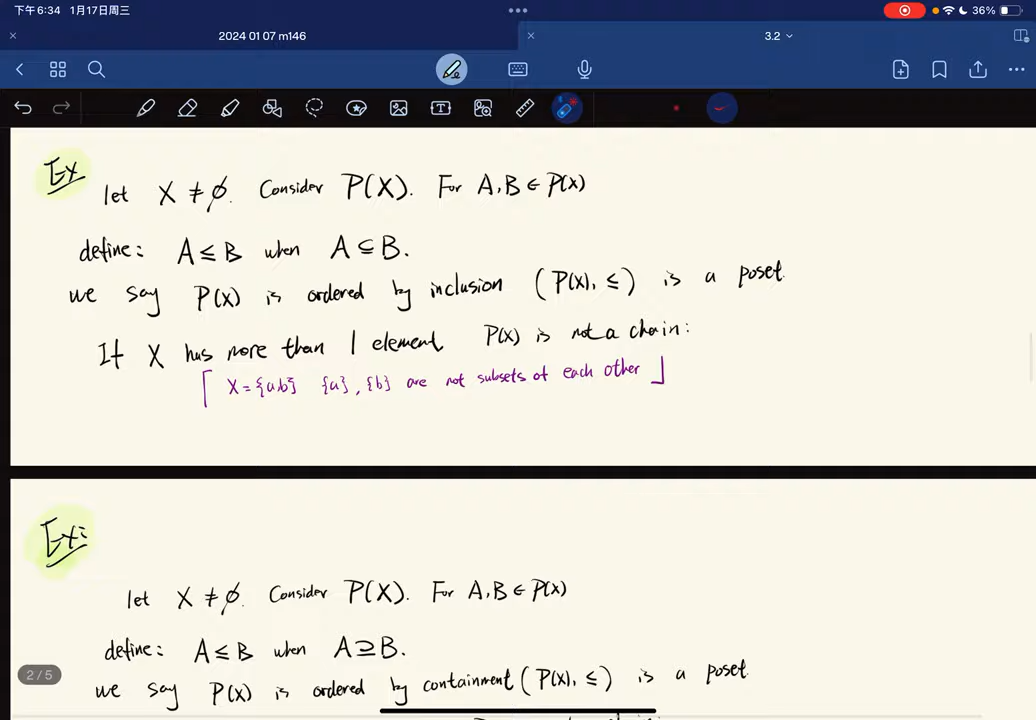 下午6:34 1月17日周三
36%
2024 01 07 m146
3.2
Ex
let X ≠ ∅. Consider P(X). For A, B ∈ P(X)
define: A ≤ B when A ⊆ B.
we say P(X) is ordered by inclusion (P(X), ≤) is a poset
If X has more than 1 element P(X) is not a chain:
⌈ X = {a,b} {a}, {b} are not subsets of each other ⌋
Ex:
let X ≠ ∅. Consider P(X). For A, B ∈ P(X)
define: A ≤ B when A ⊇ B.
2/5
we say P(X) is ordered by containment (P(X), ≤) is a poset